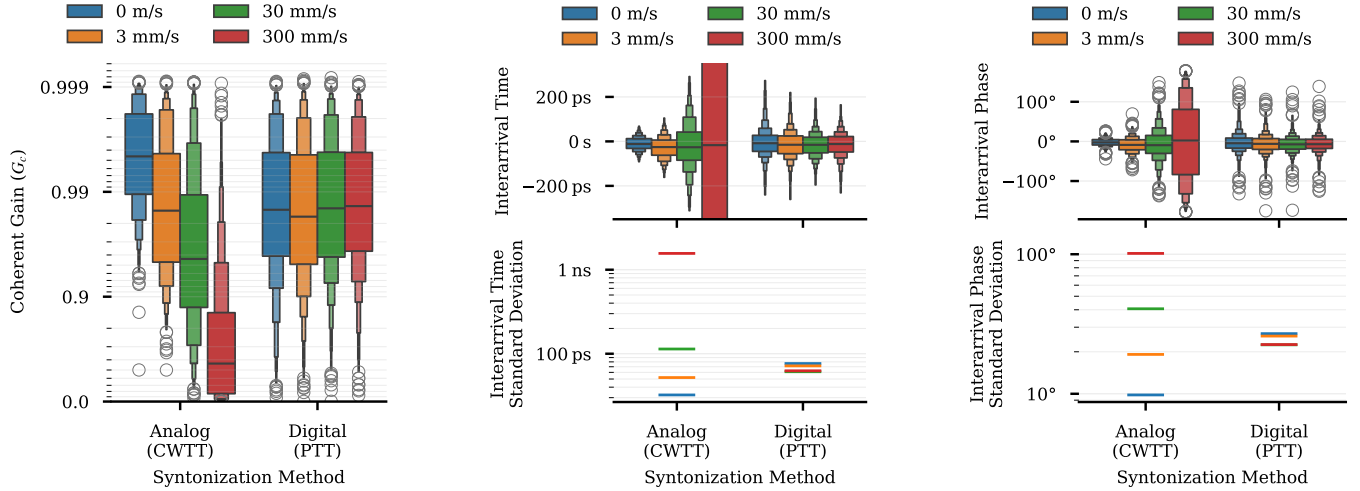 0 m/s
30 mm/s
3 mm/s
300 mm/s
0.999
0.99
0.9
0.0
Coherent Gain (G_c)
Analog
(CWTT)
Digital
(PTT)
Syntonization Method
0 m/s
30 mm/s
3 mm/s
300 mm/s
Interarrival Time
200 ps
0 s
−200 ps
Interarrival Time
Standard Deviation
1 ns
100 ps
Analog
(CWTT)
Digital
(PTT)
Syntonization Method
0 m/s
30 mm/s
3 mm/s
300 mm/s
Interarrival Phase
100°
0°
−100°
Interarrival Phase
Standard Deviation
100°
10°
Analog
(CWTT)
Digital
(PTT)
Syntonization Method